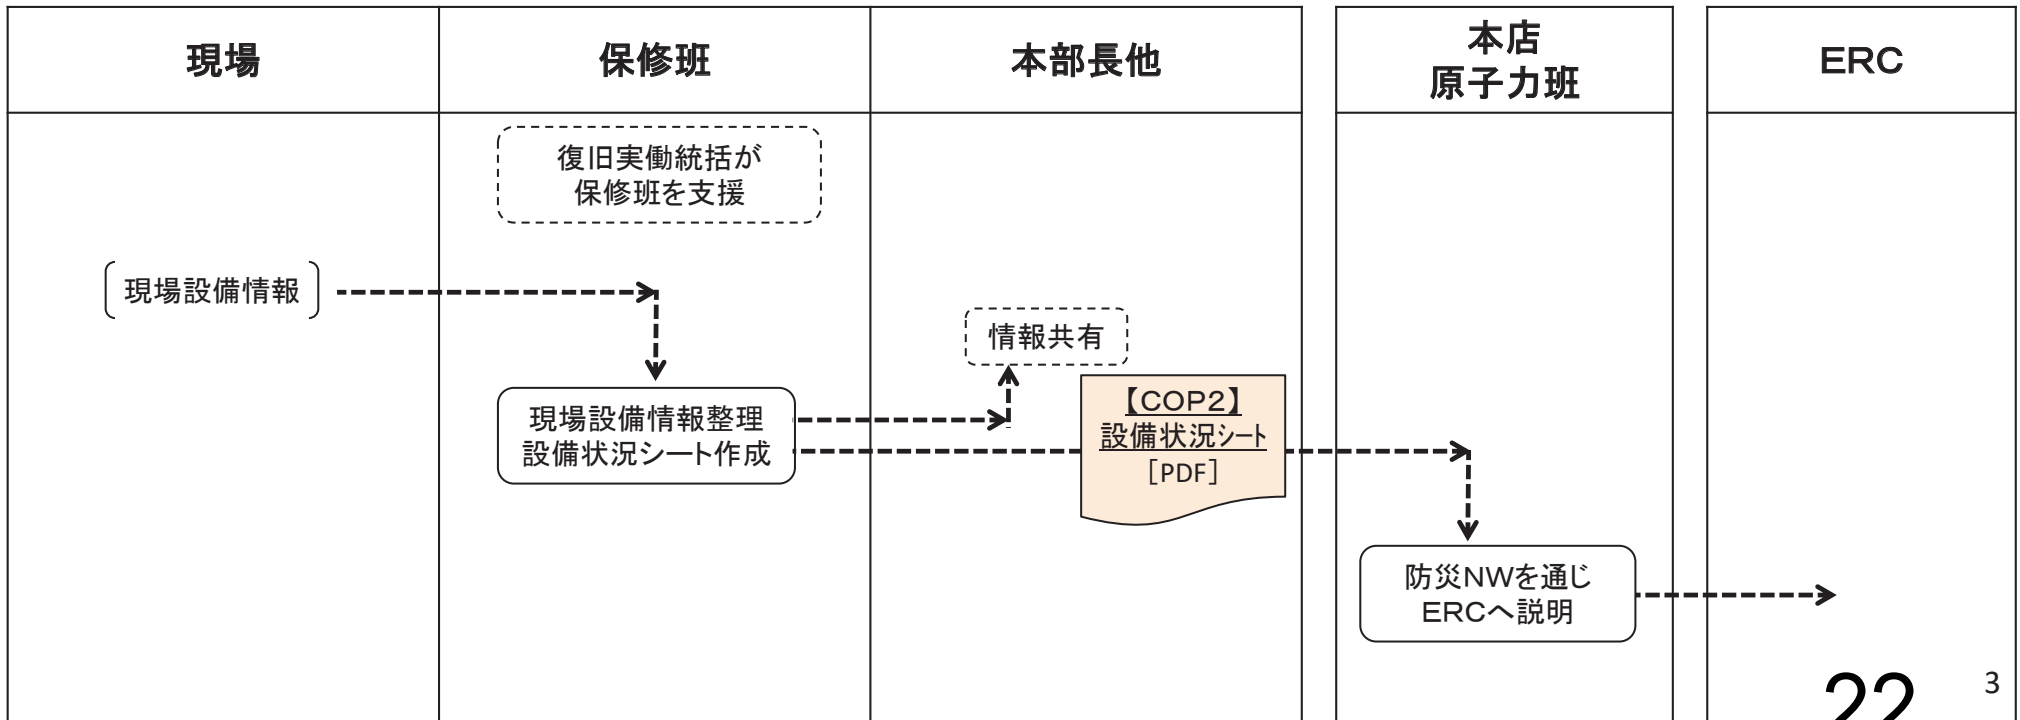 現場
保修班
本部長他
本店
原子力班
ERC
復旧実働統括が
保修班を支援
現場設備情報
情報共有
現場設備情報整理
設備状況シート作成
【COP2】
設備状況シート
［PDF］
防災NWを通じ
ERCへ説明
22
3